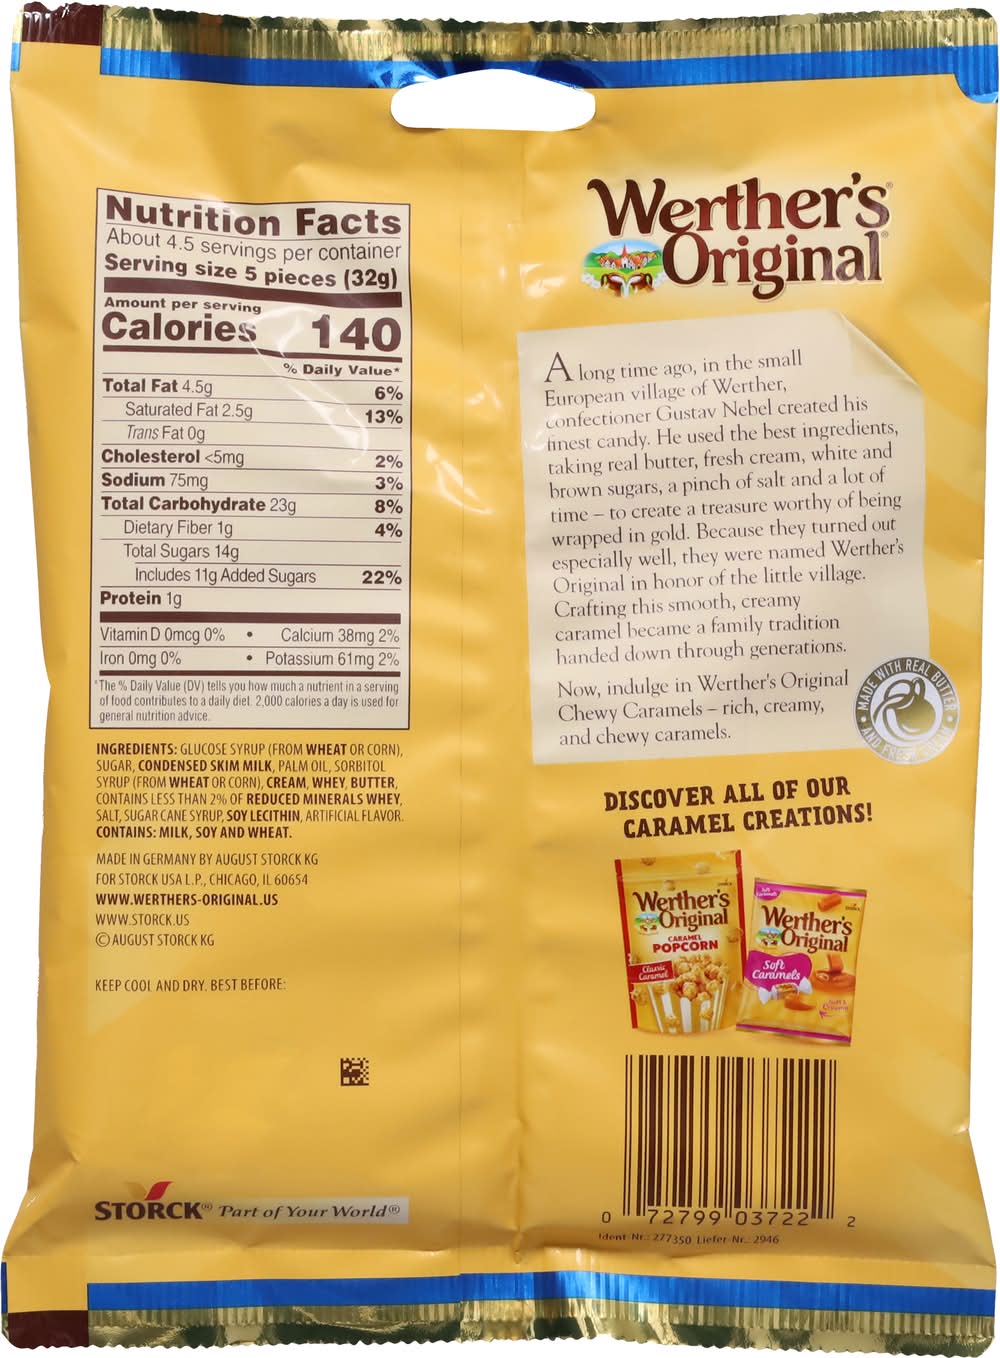 Nutrition Facts
About 4.5 servings per container
Serving size 5 pieces (32g)
Amount per serving
Calories 140
% Daily Value*
Total Fat 4.5g 6%
Saturated Fat 2.5g 13%
Trans Fat 0g
Cholesterol <5mg 2%
Sodium 75mg 3%
Total Carbohydrate 23g 8%
Dietary Fiber 1g 4%
Total Sugars 14g
Includes 11g Added Sugars 22%
Protein 1g
Vitamin D 0mcg 0% • Calcium 38mg 2%
Iron 0mg 0% • Potassium 61mg 2%
*The % Daily Value (DV) tells you how much a nutrient in a serving
of food contributes to a daily diet. 2,000 calories a day is used for
general nutrition advice.
INGREDIENTS: GLUCOSE SYRUP (FROM WHEAT OR CORN),
SUGAR, CONDENSED SKIM MILK, PALM OIL, SORBITOL
SYRUP (FROM WHEAT OR CORN), CREAM, WHEY, BUTTER,
CONTAINS LESS THAN 2% OF REDUCED MINERALS WHEY,
SALT, SUGAR CANE SYRUP, SOY LECITHIN, ARTIFICIAL FLAVOR.
CONTAINS: MILK, SOY AND WHEAT.
MADE IN GERMANY BY AUGUST STORCK KG
FOR STORCK USA L.P., CHICAGO, IL 60654
WWW.WERTHERS-ORIGINAL.US
WWW.STORCK.US
© AUGUST STORCK KG
KEEP COOL AND DRY. BEST BEFORE:
STORCK® Part of Your World®
Werther's®
Original®
A long time ago, in the small
European village of Werther,
confectioner Gustav Nebel created his
finest candy. He used the best ingredients,
taking real butter, fresh cream, white and
brown sugars, a pinch of salt and a lot of
time – to create a treasure worthy of being
wrapped in gold. Because they turned out
especially well, they were named Werther's
Original in honor of the little village.
Crafting this smooth, creamy
caramel became a family tradition
handed down through generations.
Now, indulge in Werther's Original
Chewy Caramels – rich, creamy,
and chewy caramels.
• MADE WITH REAL BUTTER •
AND FRESH CREAM
DISCOVER ALL OF OUR
CARAMEL CREATIONS!
Werther's
Original
CARAMEL
POPCORN
Classic
Caramel
Soft
Caramels
Werther's
Original
Soft
Caramels
Soft &
Creamy
0 72799 03722 2
Ident-Nr.: 277350 Liefer-Nr.: 2946